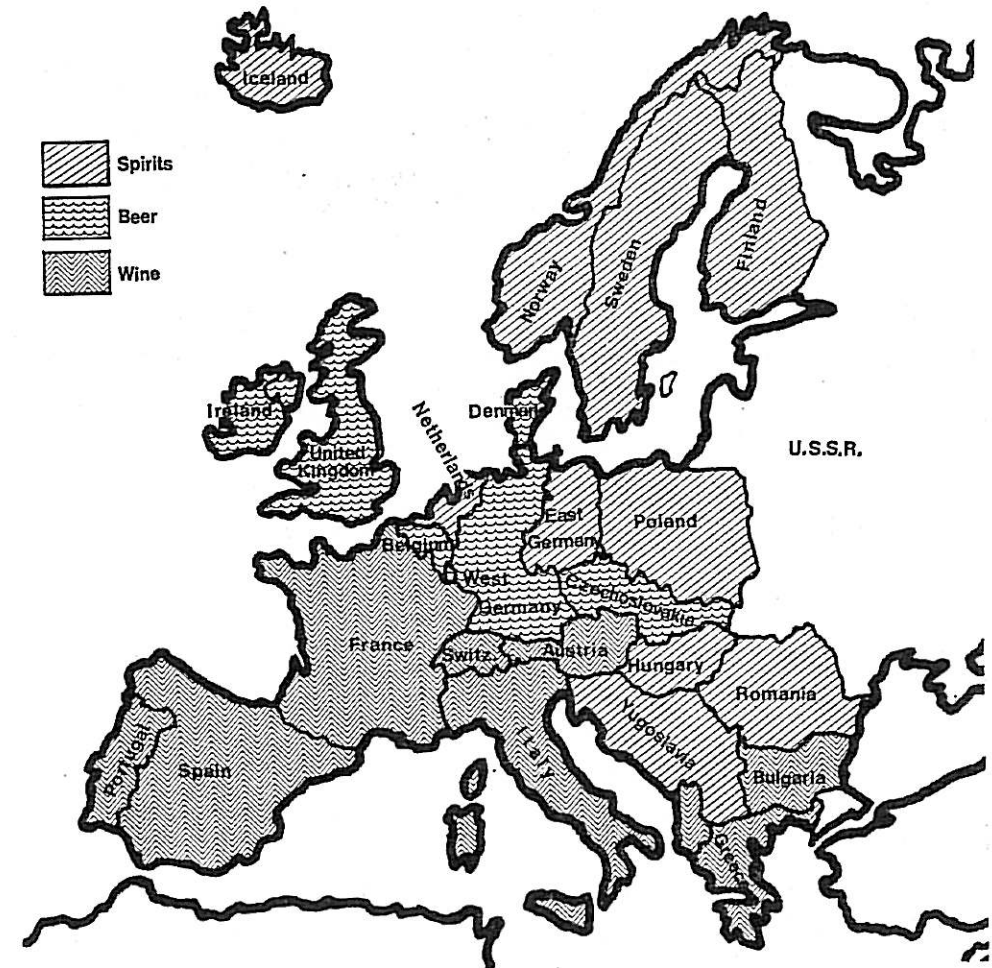 Iceland
Spirits
Beer
Wine
Norway
Sweden
Finland
Ireland
United
Kingdom
Netherlands
Denmark
U.S.S.R.
Belgium
West
Germany
East
Germany
Poland
Czechoslovakia
France
Switz.
Austria
Hungary
Romania
Yugoslavia
Italy
Portugal
Spain
Bulgaria